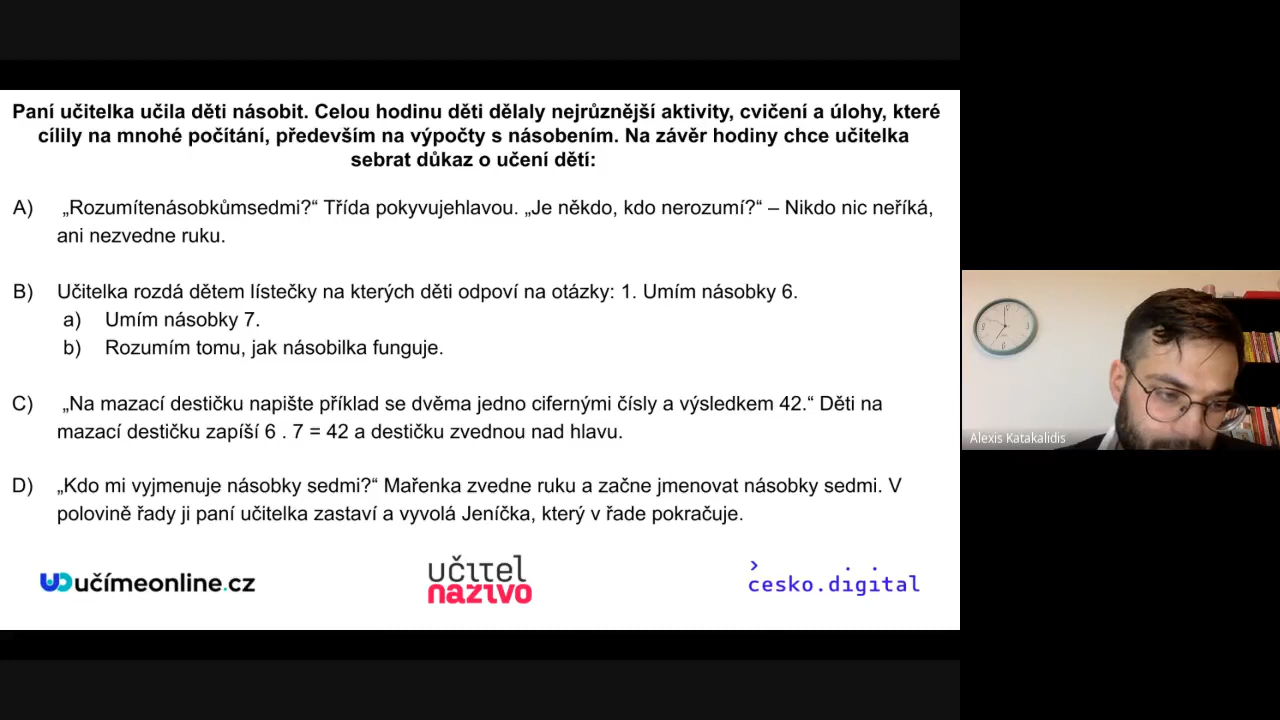 Paní učitelka učila děti násobit. Celou hodinu děti dělaly nejrůznější aktivity, cvičení a úlohy, které
cílily na mnohé počítání, především na výpočty s násobením. Na závěr hodiny chce učitelka
sebrat důkaz o učení dětí:
A) „Rozumítenásobkůmsedmi?“ Třída pokyvujehlavou. „Je někdo, kdo nerozumí?“ – Nikdo nic neříká,
ani nezvedne ruku.
B) Učitelka rozdá dětem lístečky na kterých děti odpoví na otázky: 1. Umím násobky 6.
a) Umím násobky 7.
b) Rozumím tomu, jak násobilka funguje.
C) „Na mazací destičku napište příklad se dvěma jedno cifernými čísly a výsledkem 42.“ Děti na
mazací destičku zapíší 6 . 7 = 42 a destičku zvednou nad hlavu.
D) „Kdo mi vyjmenuje násobky sedmi?“ Mařenka zvedne ruku a začne jmenovat násobky sedmi. V
polovině řady ji paní učitelka zastaví a vyvolá Jeníčka, který v řade pokračuje.
učímeonline.cz
učitel
naživo
česko.digital
Alexis Katakalidis